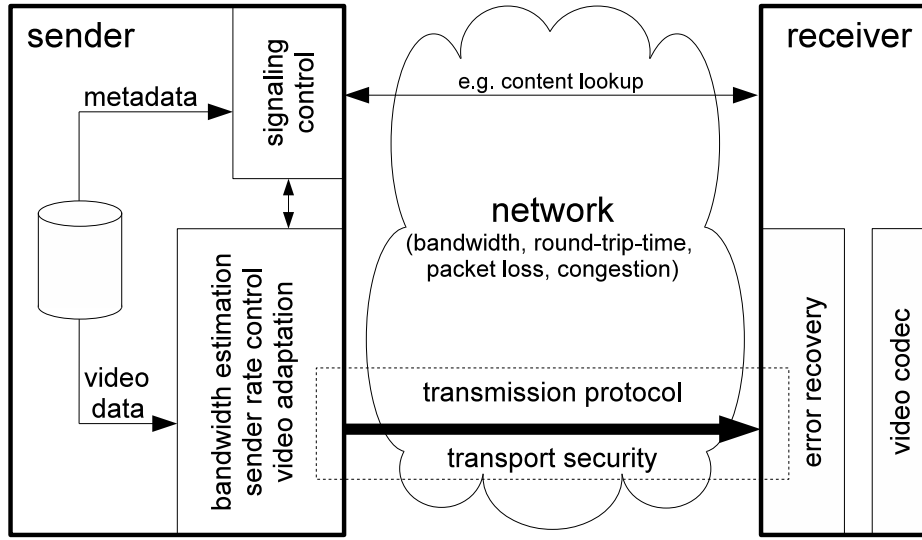 sender
metadata
signaling
control
video
data
bandwidth estimation
sender rate control
video adaptation
e.g. content lookup
network
(bandwidth, round-trip-time,
packet loss, congestion)
transmission protocol
transport security
receiver
error recovery
video codec